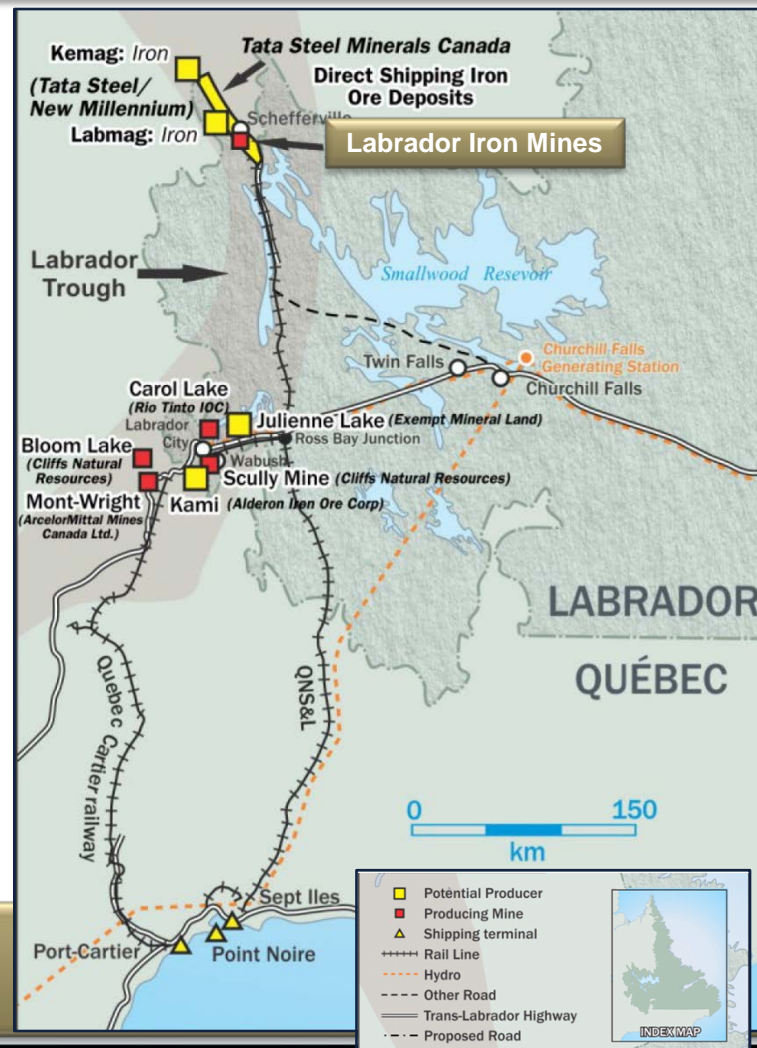 Kemag: Iron
Tata Steel Minerals Canada
(Tata Steel/
New Millennium)
Direct Shipping Iron
Ore Deposits
Labmag: Iron
Schefferville
Labrador Iron Mines
Labrador
Trough
Smallwood Resevoir
Twin Falls
Churchill Falls
Generating Station
Churchill Falls
Carol Lake
(Rio Tinto IOC)
Labrador
City
Julienne Lake (Exempt Mineral Land)
Ross Bay Junction
Bloom Lake
(Cliffs Natural
Resources)
Wabush
Scully Mine (Cliffs Natural Resources)
Mont-Wright
(ArcelorMittal Mines
Canada Ltd.)
Kami (Alderon Iron Ore Corp)
LABRADOR
QUÉBEC
Quebec Cartier railway
QNS&L
0 150
km
Sept Iles
Port-Cartier
Point Noire
Potential Producer
Producing Mine
Shipping terminal
Rail Line
Hydro
Other Road
Trans-Labrador Highway
Proposed Road
INDEX MAP